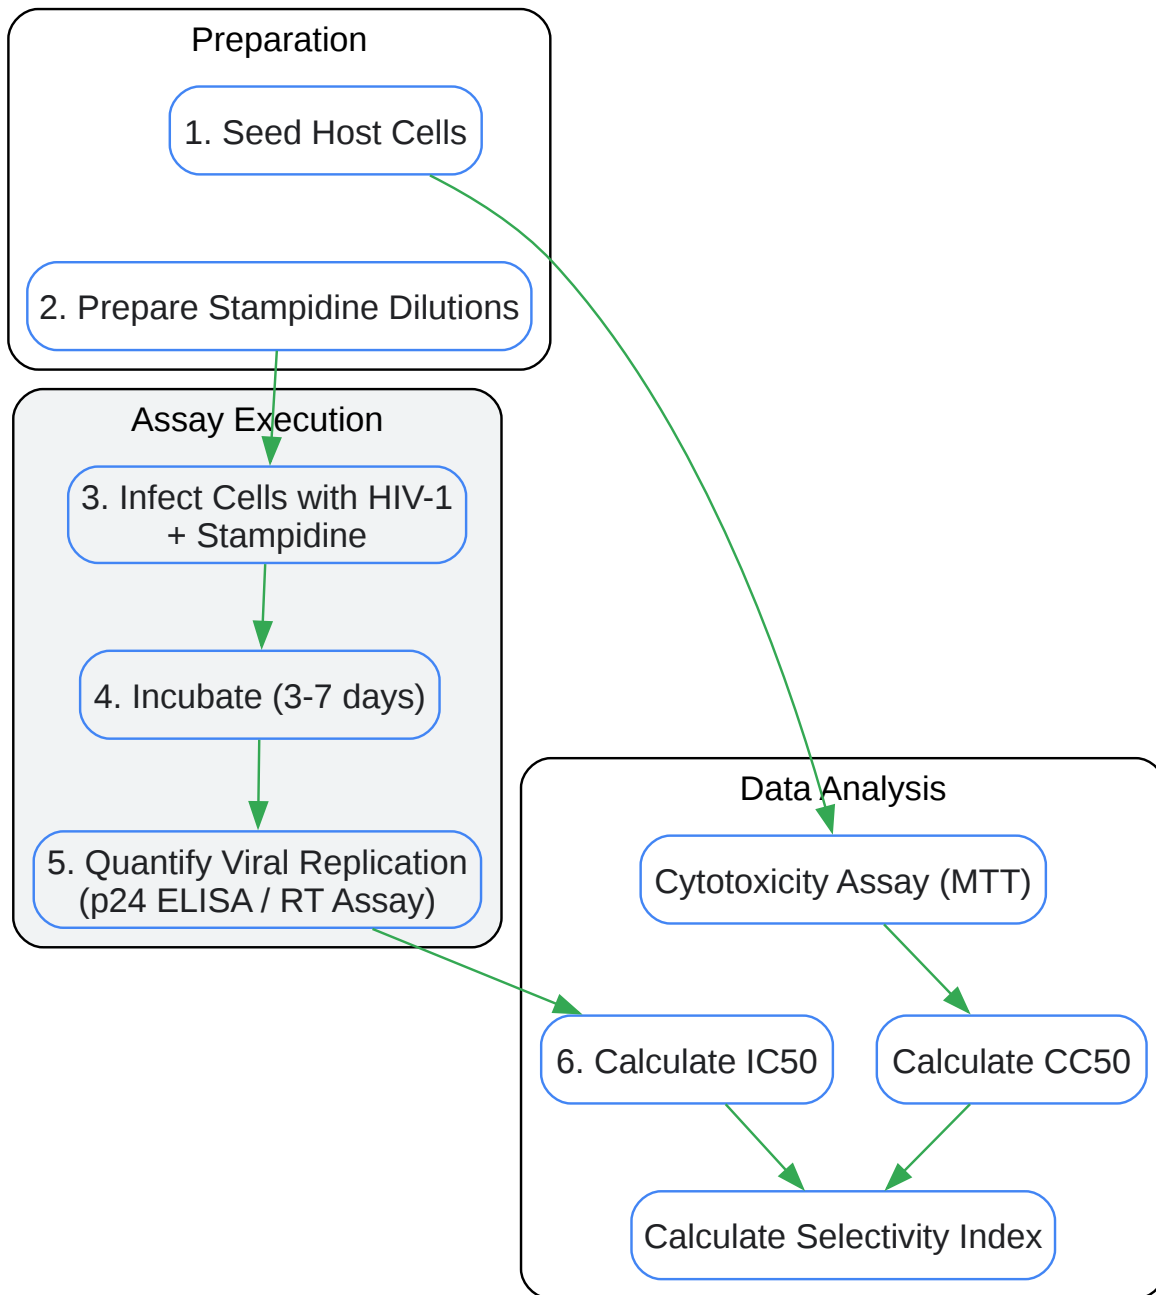 Preparation
1. Seed Host Cells
2. Prepare Stampidine Dilutions
Assay Execution
3. Infect Cells with HIV-1
+ Stampidine
4. Incubate (3-7 days)
5. Quantify Viral Replication
(p24 ELISA / RT Assay)
Data Analysis
Cytotoxicity Assay (MTT)
6. Calculate IC50
Calculate CC50
Calculate Selectivity Index